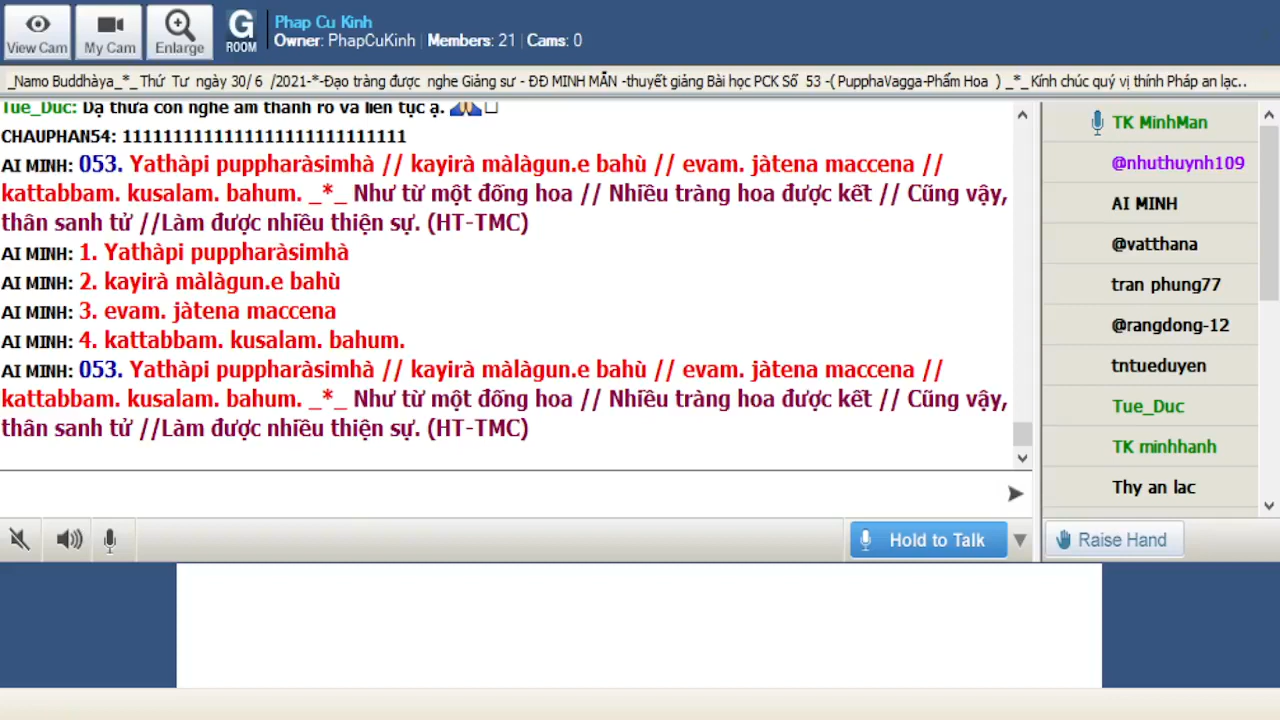 View Cam
My Cam
Enlarge
G
ROOM
Phap Cu Kinh
Owner: PhapCuKinh | Members: 21 | Cams: 0
_Namo Buddhàya_*_ Thứ Tư ngày 30/ 6 /2021-*-Đạo tràng được nghe Giảng sư - ĐĐ MINH MẪN -thuyết giảng Bài học PCK Số 53 -( PupphaVagga-Phẩm Hoa ) _*_ Kính chúc quý vị thính Pháp an lạc..
Tue_Duc: Dạ thưa con nghe âm thanh rõ và liên tục ạ. 🙏□
CHAUPHAN54: 1111111111111111111111111111
AI MINH: 053. Yathàpi puppharàsimhà // kayirà màlàgun.e bahù // evam. jàtena maccena //
kattabbam. kusalam. bahum. _*_ Như từ một đống hoa // Nhiều tràng hoa được kết // Cũng vậy,
thân sanh tử //Làm được nhiều thiện sự. (HT-TMC)
AI MINH: 1. Yathàpi puppharàsimhà
AI MINH: 2. kayirà màlàgun.e bahù
AI MINH: 3. evam. jàtena maccena
AI MINH: 4. kattabbam. kusalam. bahum.
AI MINH: 053. Yathàpi puppharàsimhà // kayirà màlàgun.e bahù // evam. jàtena maccena //
kattabbam. kusalam. bahum. _*_ Như từ một đống hoa // Nhiều tràng hoa được kết // Cũng vậy,
thân sanh tử //Làm được nhiều thiện sự. (HT-TMC)
TK MinhMan
@nhuthuynh109
AI MINH
@vatthana
tran phung77
@rangdong-12
tntueduyen
Tue_Duc
TK minhhanh
Thy an lac
Hold to Talk
Raise Hand